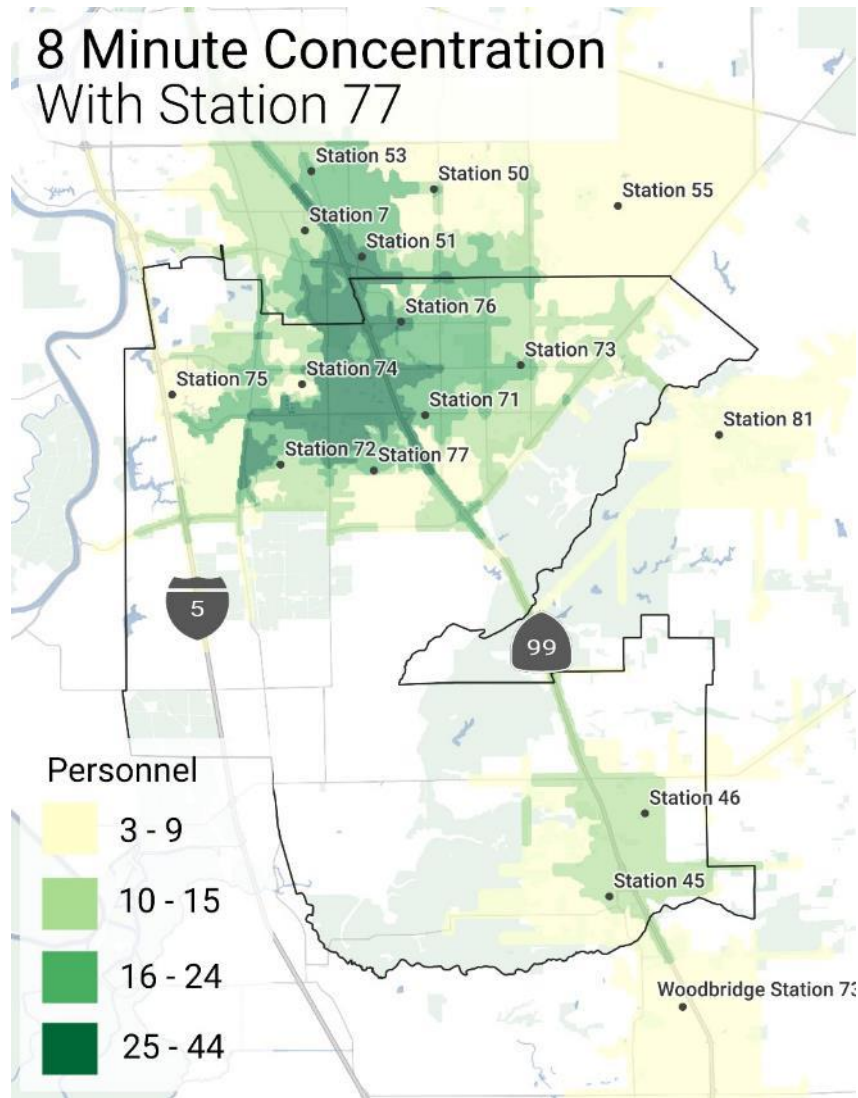 8 Minute Concentration
With Station 77
Station 53
Station 50
Station 55
Station 7
Station 51
Station 76
Station 73
Station 74
Station 75
Station 71
Station 81
Station 72
Station 77
5
99
Personnel
3 - 9
10 - 15
16 - 24
25 - 44
Station 46
Station 45
Woodbridge Station 73